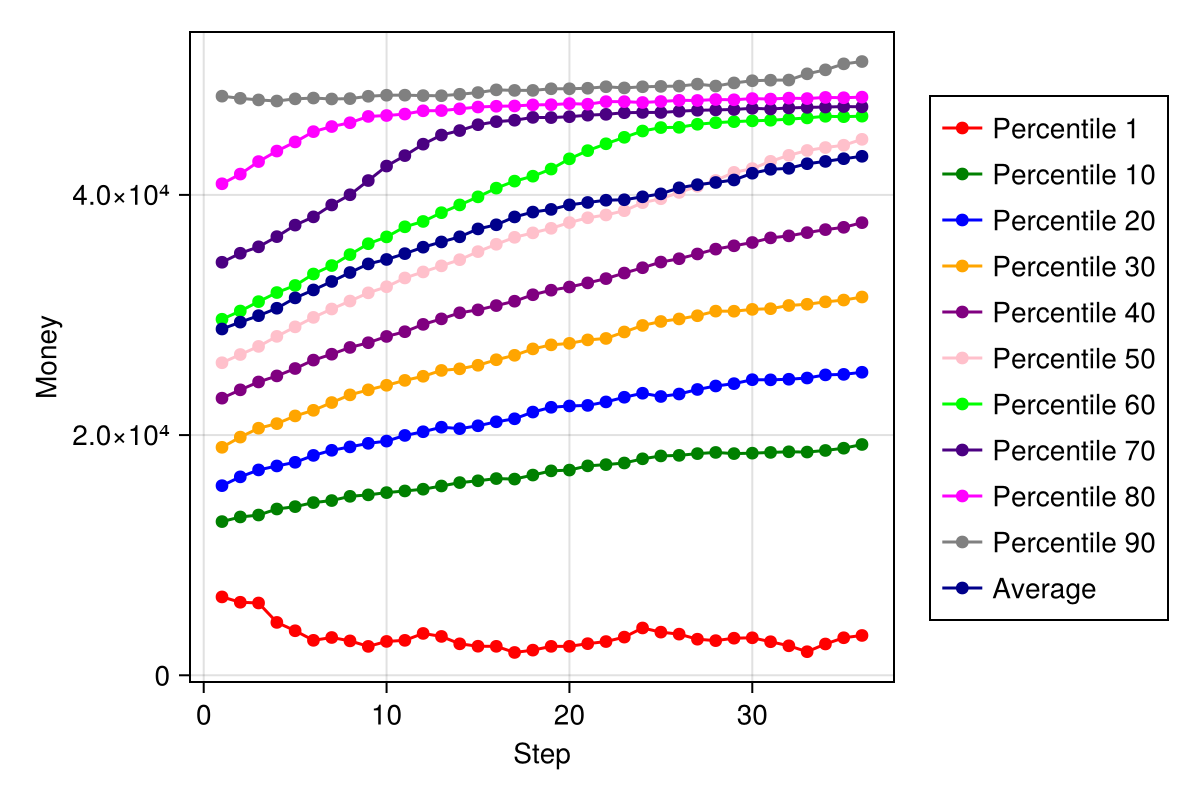 Money
4.0×10⁴
2.0×10⁴
0
0
10
20
30
Step
Percentile 1
Percentile 10
Percentile 20
Percentile 30
Percentile 40
Percentile 50
Percentile 60
Percentile 70
Percentile 80
Percentile 90
Average